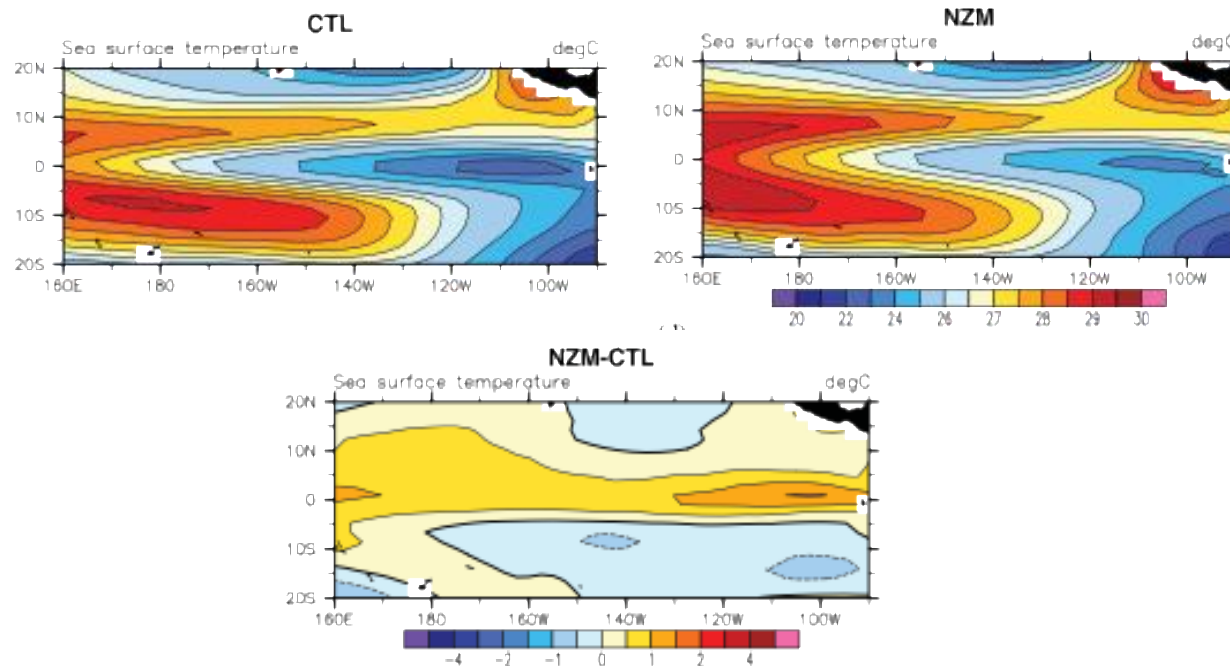 CTL
Sea surface temperature degC
20N
10N
0
10S
20S
160E 180 160W 140W 120W 100W
NZM
Sea surface temperature degC
20N
10N
0
10S
20S
160E 180 160W 140W 120W 100W
20 22 24 26 27 28 29 30
NZM-CTL
Sea surface temperature degC
20N
10N
0
10S
20S
160E 180 160W 140W 120W 100W
-4 -2 -1 0 1 2 4